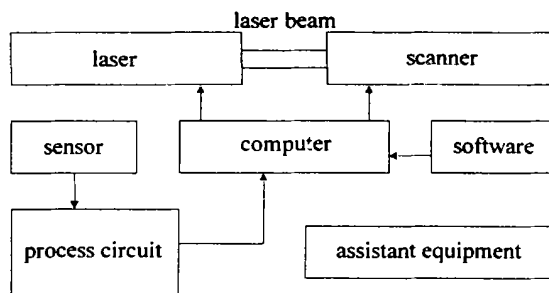 laser beam
laser
scanner
sensor
computer
software
process circuit
assistant equipment